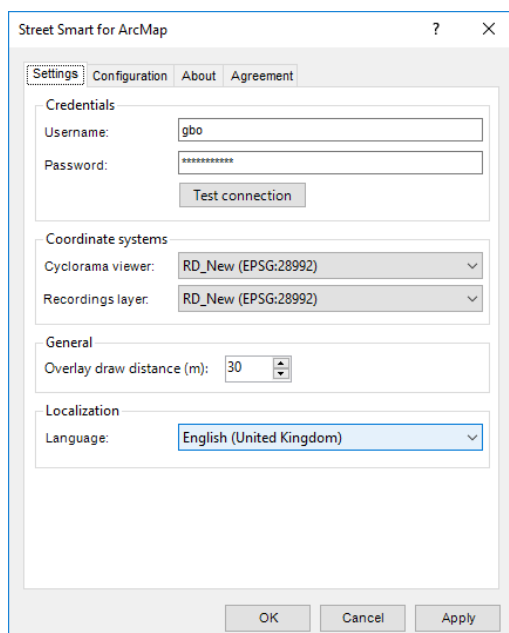 Street Smart for ArcMap
Settings Configuration About Agreement
Credentials
Username: gbo
Password: ***********
Test connection
Coordinate systems
Cyclorama viewer: RD_New (EPSG:28992)
Recordings layer: RD_New (EPSG:28992)
General
Overlay draw distance (m): 30
Localization
Language: English (United Kingdom)
OK Cancel Apply